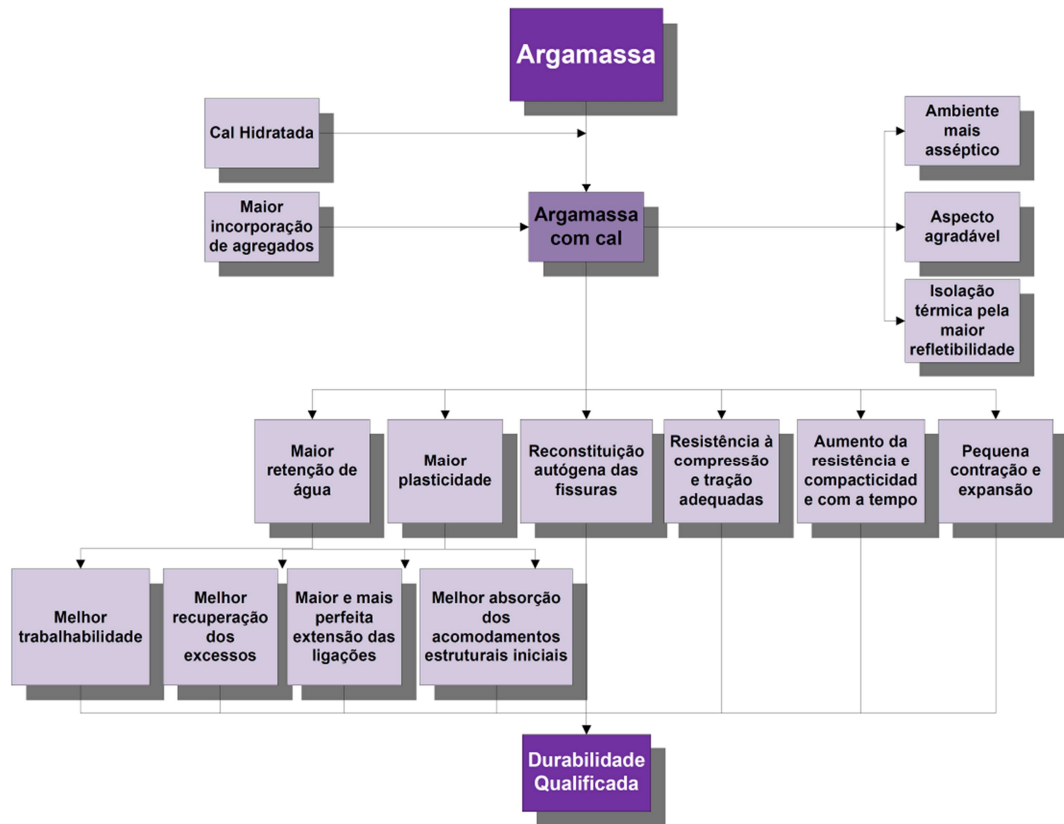 Argamassa
Cal Hidratada
Ambiente
mais
asséptico
Maior
incorporação
de agregados
Argamassa
com cal
Aspecto
agradável
Isolação
térmica pela
maior
refletibilidade
Maior
retenção de
água
Maior
plasticidade
Reconstituição
autógena das
fissuras
Resistência à
compressão
e tração
adequadas
Aumento da
resistência e
compacticidad
e com a tempo
Pequena
contração e
expansão
Melhor
trabalhabilidade
Melhor
recuperação
dos
excessos
Maior e mais
perfeita
extensão das
ligações
Melhor absorção
dos
acomodamentos
estruturais iniciais
Durabilidade
Qualificada